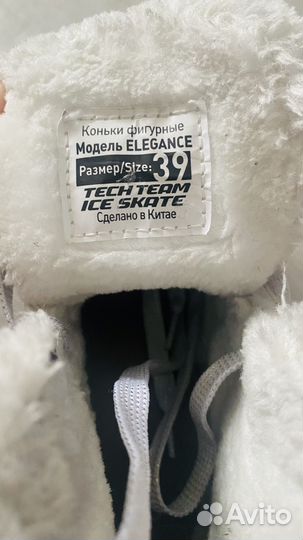 Коньки фигурные
Модель ELEGANCE
Размер/Size: 39
TECH TEAM
ICE SKATE
Сделано в Китае
Avito